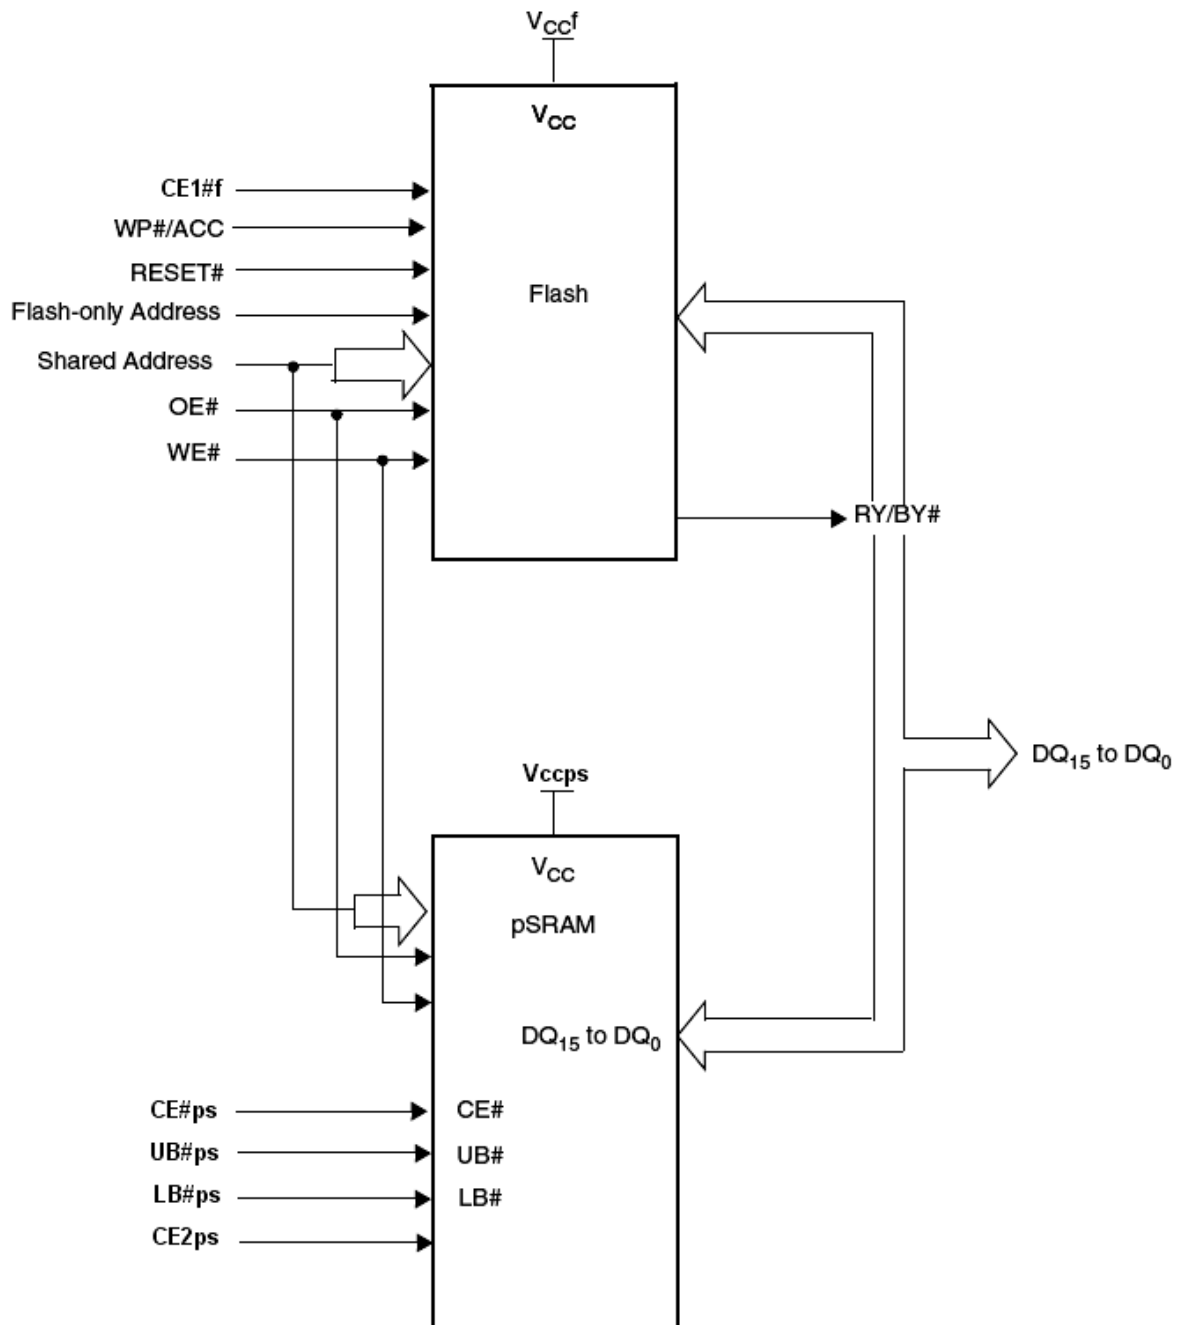 VCCf
VCC
CE1#f
WP#/ACC
RESET#
Flash-only Address
Flash
Shared Address
OE#
WE#
RY/BY#
DQ15 to DQ0
Vccps
VCC
pSRAM
DQ15 to DQ0
CE#ps CE#
UB#ps UB#
LB#ps LB#
CE2ps